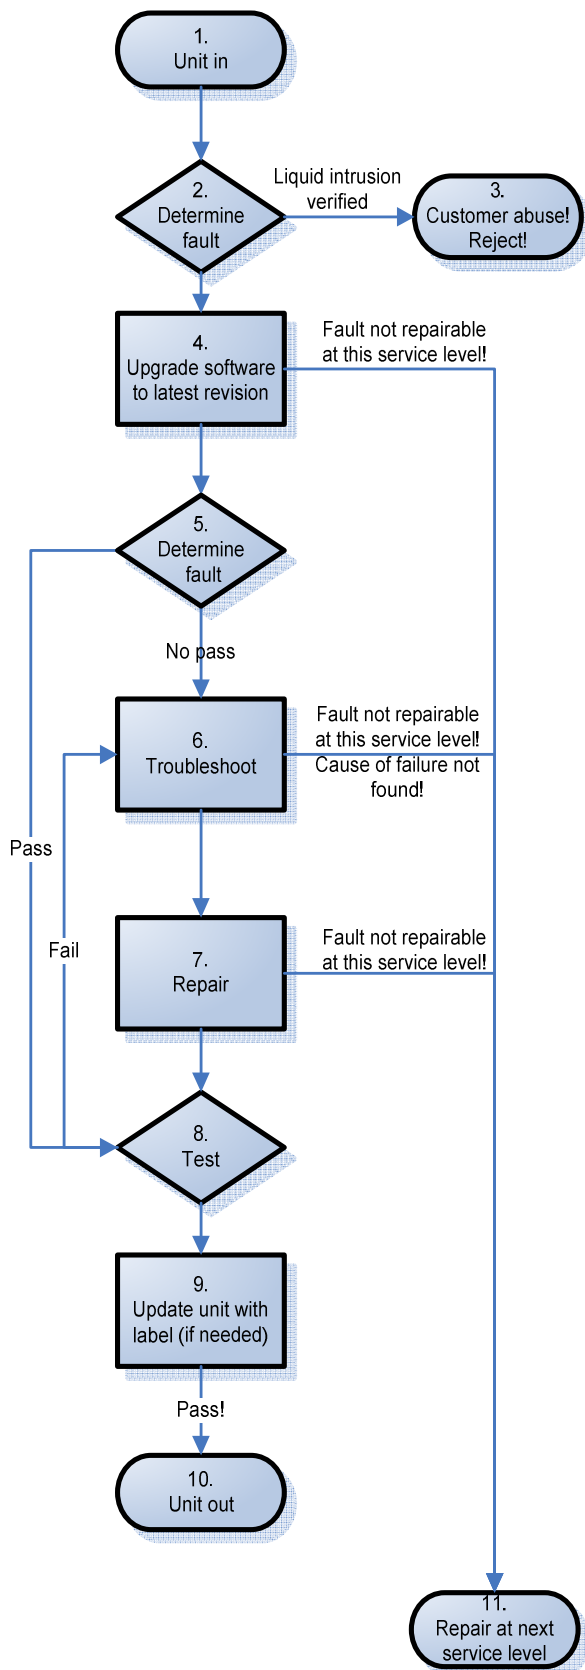 1.
Unit in
2.
Determine
fault
Liquid intrusion
verified
3.
Customer abuse!
Reject!
4.
Upgrade software
to latest revision
Fault not repairable
at this service level!
5.
Determine
fault
No pass
6.
Troubleshoot
Fault not repairable
at this service level!
Cause of failure not
found!
Pass
Fail
7.
Repair
Fault not repairable
at this service level!
8.
Test
9.
Update unit with
label (if needed)
Pass!
10.
Unit out
11.
Repair at next
service level